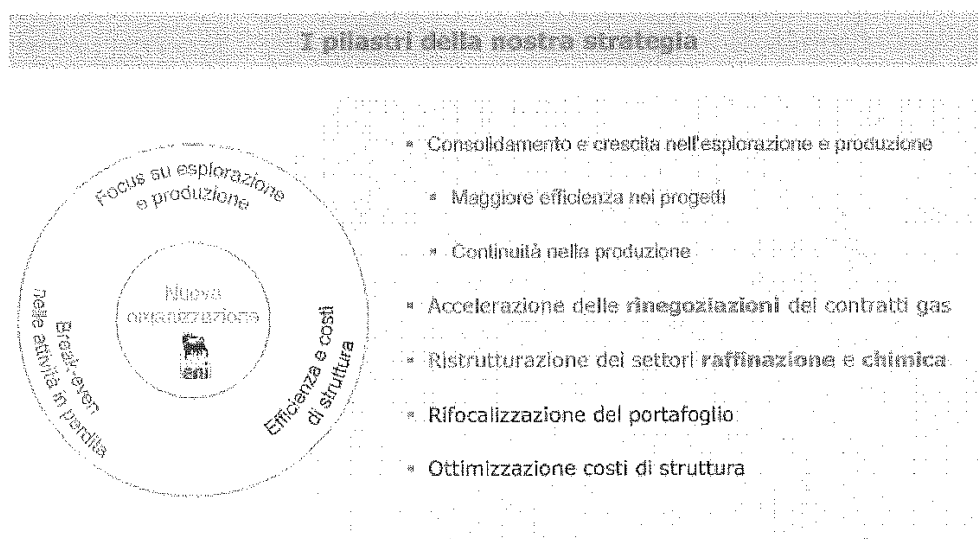 I pilastri della nostra strategia
Focus su esplorazione
e produzione
Nuova
organizzazione
eni
Break-even
nelle attività in perdita
Efficienza e costi
di struttura
▪ Consolidamento e crescita nell'esplorazione e produzione
▪ Maggiore efficienza nei progetti
▪ Continuità nella produzione
▪ Accelerazione delle rinegoziazioni dei contratti gas
▪ Ristrutturazione dei settori raffinazione e chimica
▪ Rifocalizzazione del portafoglio
▪ Ottimizzazione costi di struttura